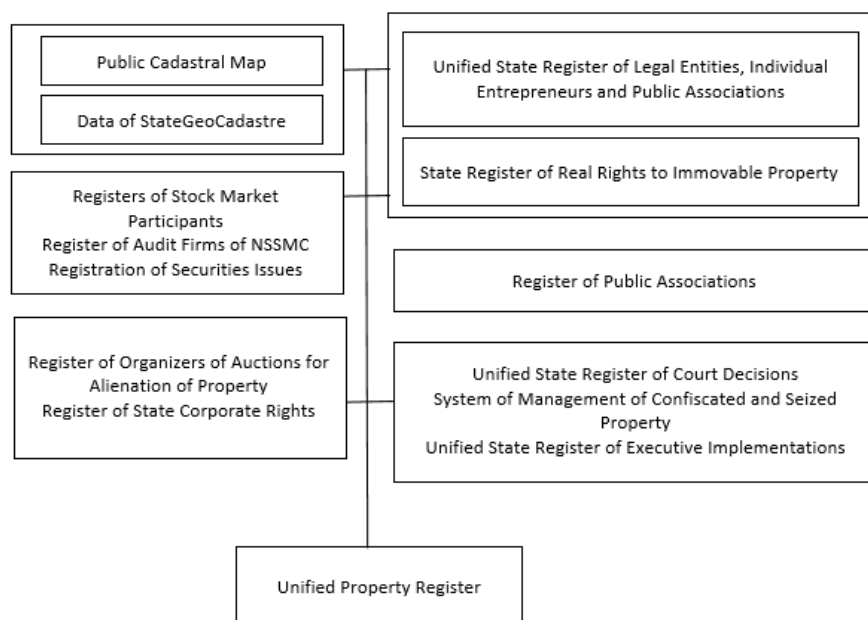 Public Cadastral Map
Data of StateGeoCadastre
Unified State Register of Legal Entities, Individual
Entrepreneurs and Public Associations
State Register of Real Rights to Immovable Property
Registers of Stock Market
Participants
Register of Audit Firms of NSSMC
Registration of Securities Issues
Register of Public Associations
Register of Organizers of Auctions for
Alienation of Property
Register of State Corporate Rights
Unified State Register of Court Decisions
System of Management of Confiscated and Seized
Property
Unified State Register of Executive Implementations
Unified Property Register